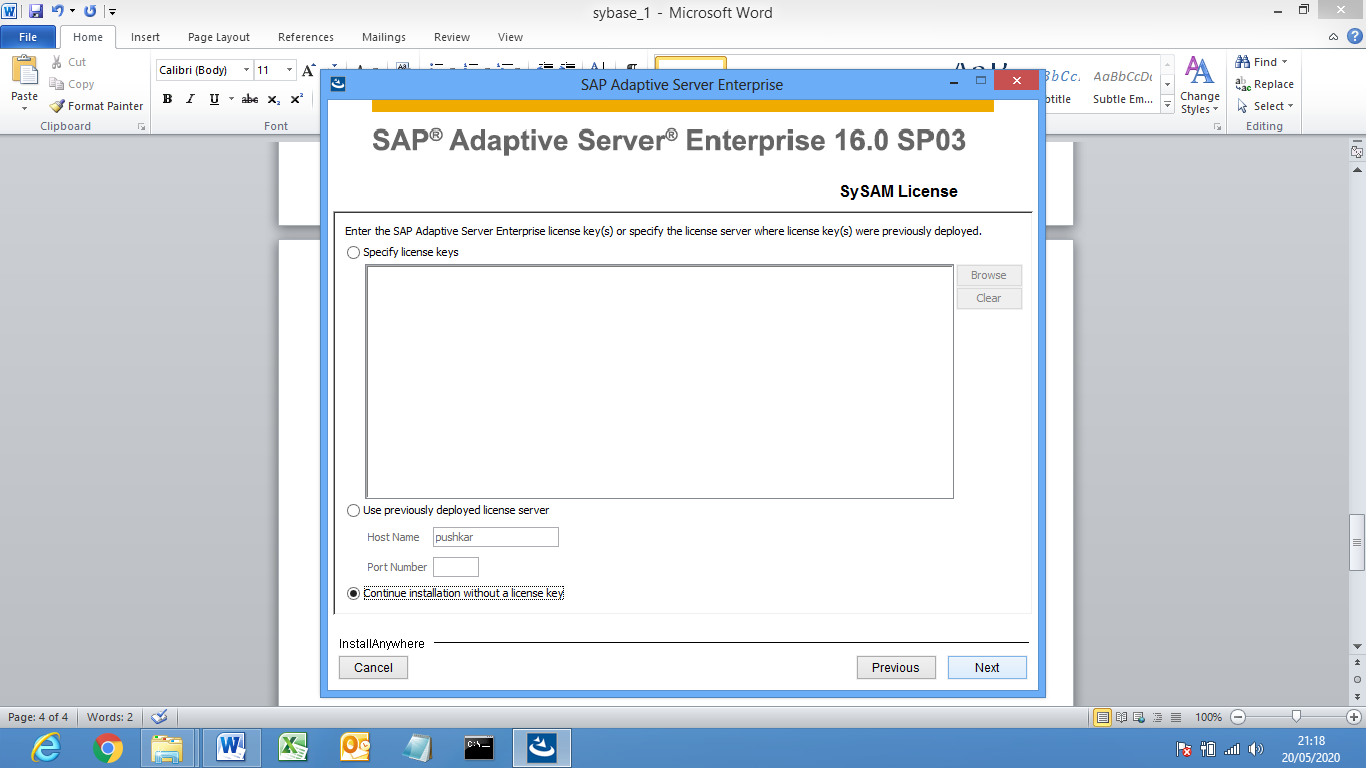 sybase_1 - Microsoft Word
File Home Insert Page Layout References Mailings Review View
Paste
Cut
Copy
Format Painter
Clipboard
Calibri (Body) 11
B I U abc X₂ X²
Font
AaBbCcDc
Subtle Em...
Change
Styles
Find
Replace
Select
Editing
SAP Adaptive Server Enterprise
SAP® Adaptive Server® Enterprise 16.0 SP03
SySAM License
Enter the SAP Adaptive Server Enterprise license key(s) or specify the license server where license key(s) were previously deployed.
Specify license keys
Browse
Clear
Use previously deployed license server
Host Name pushkar
Port Number
Continue installation without a license key
InstallAnywhere
Cancel Previous Next
Page: 4 of 4 Words: 2 100%
21:18
20/05/2020